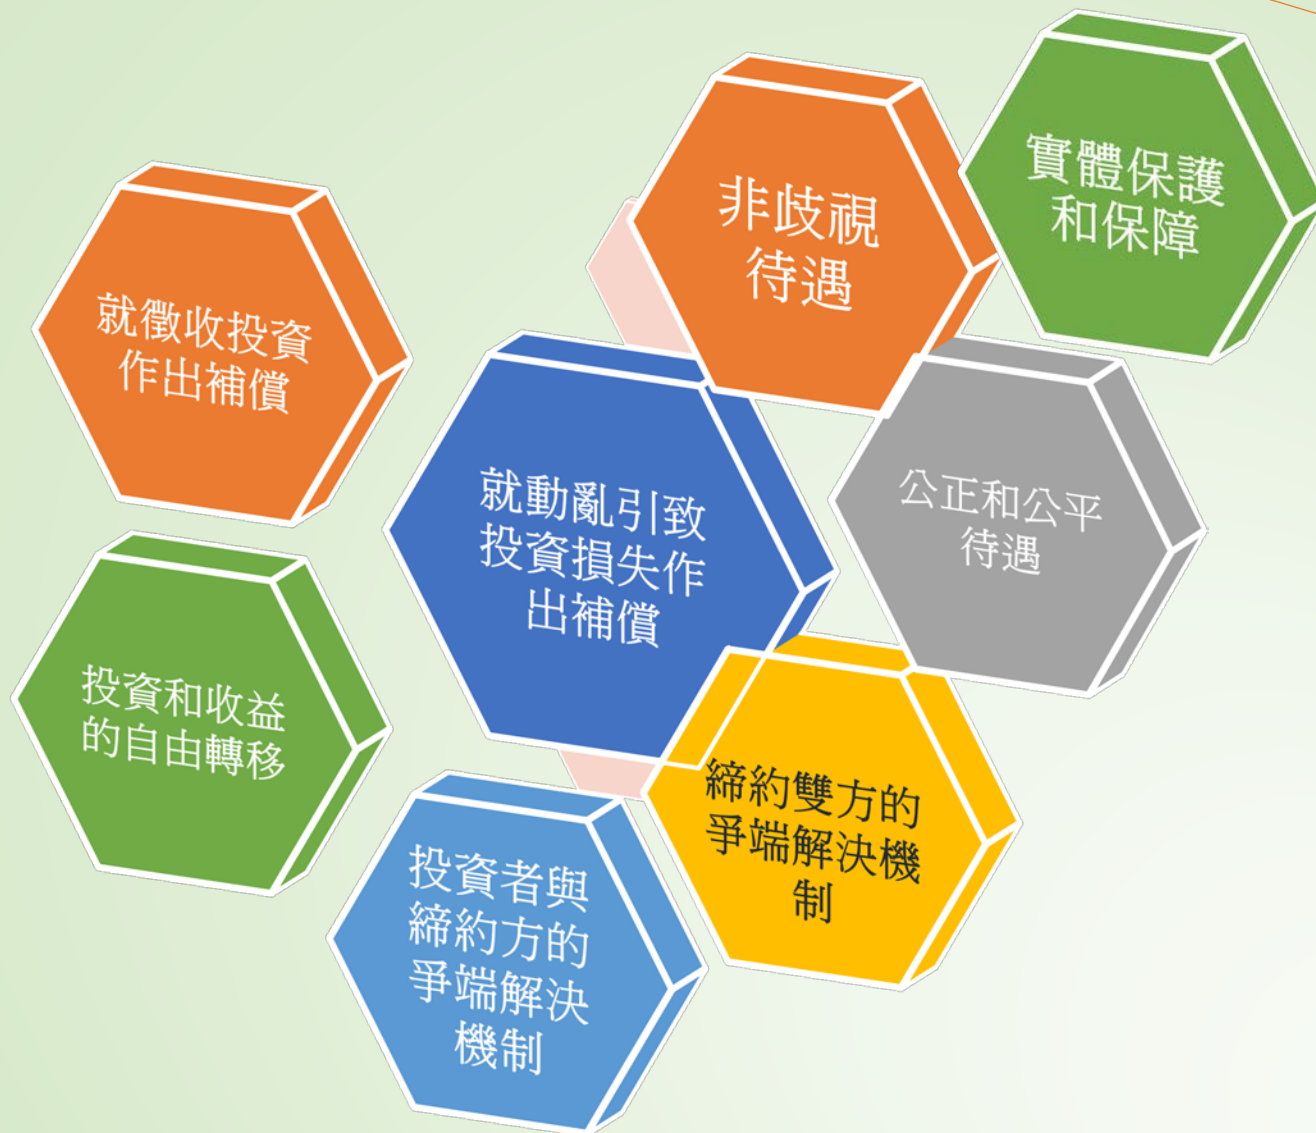 實體保護
和保障
非歧視
待遇
就徵收投資
作出補償
就動亂引致
投資損失作
出補償
公正和公平
待遇
投資和收益
的自由轉移
締約雙方的
爭端解決機
制
投資者與
締約方的
爭端解決
機制